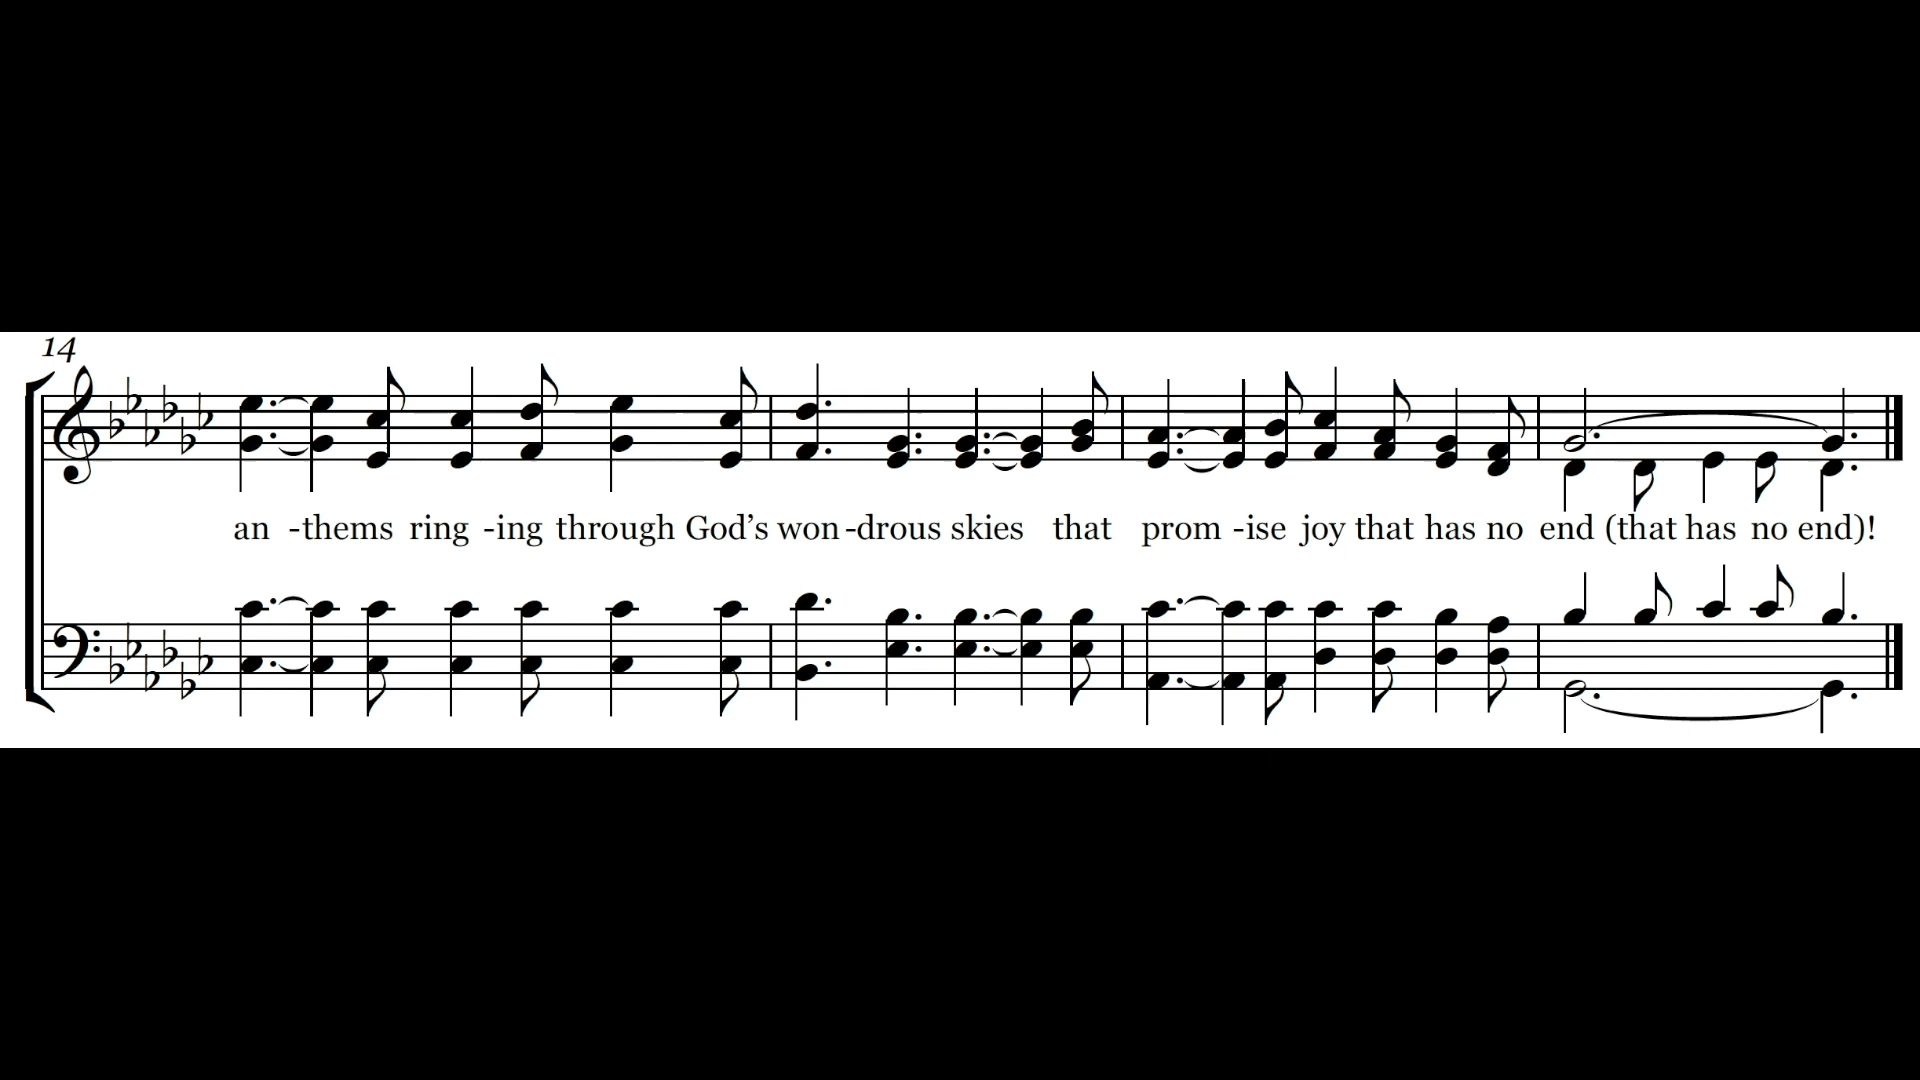 14
an -thems ring -ing through God’s won -drous skies that prom -ise joy that has no end (that has no end)!